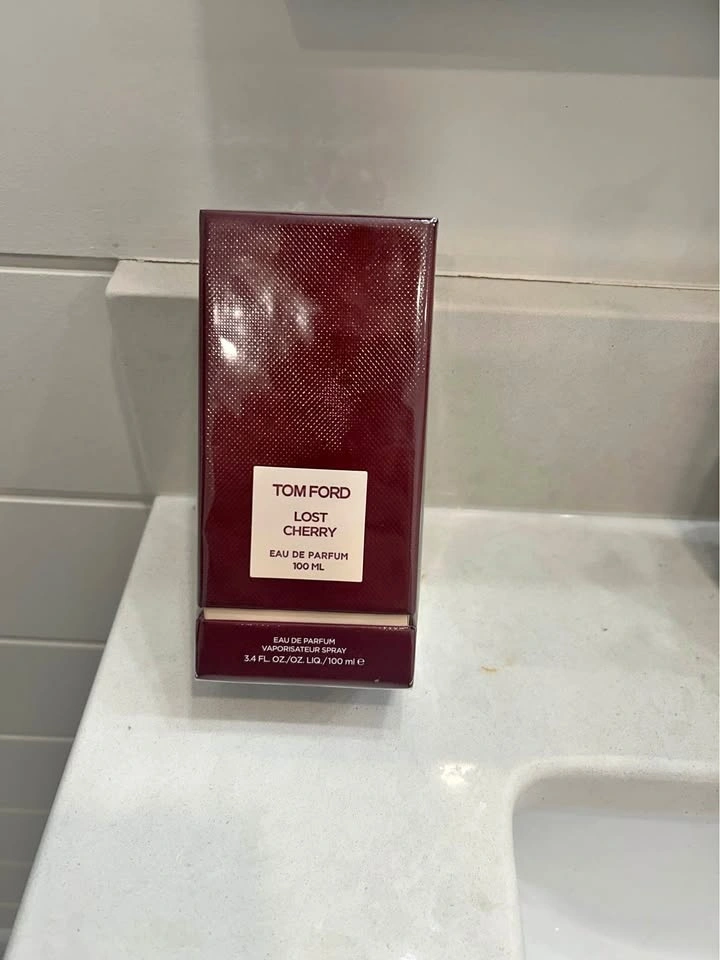 TOM FORD
LOST
CHERRY
EAU DE PARFUM
100 ML
EAU DE PARFUM
VAPORISATEUR SPRAY
3.4 FL. OZ./OZ. LIQ./100 ml ℮